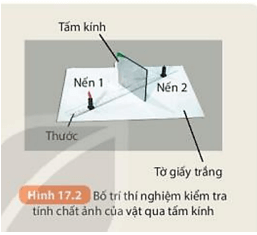 Tấm kính
Nến 1
Nến 2
Thước
Tờ giấy trắng
Hình 17.2 Bố trí thí nghiệm kiểm tra
tính chất ảnh của vật qua tấm kính